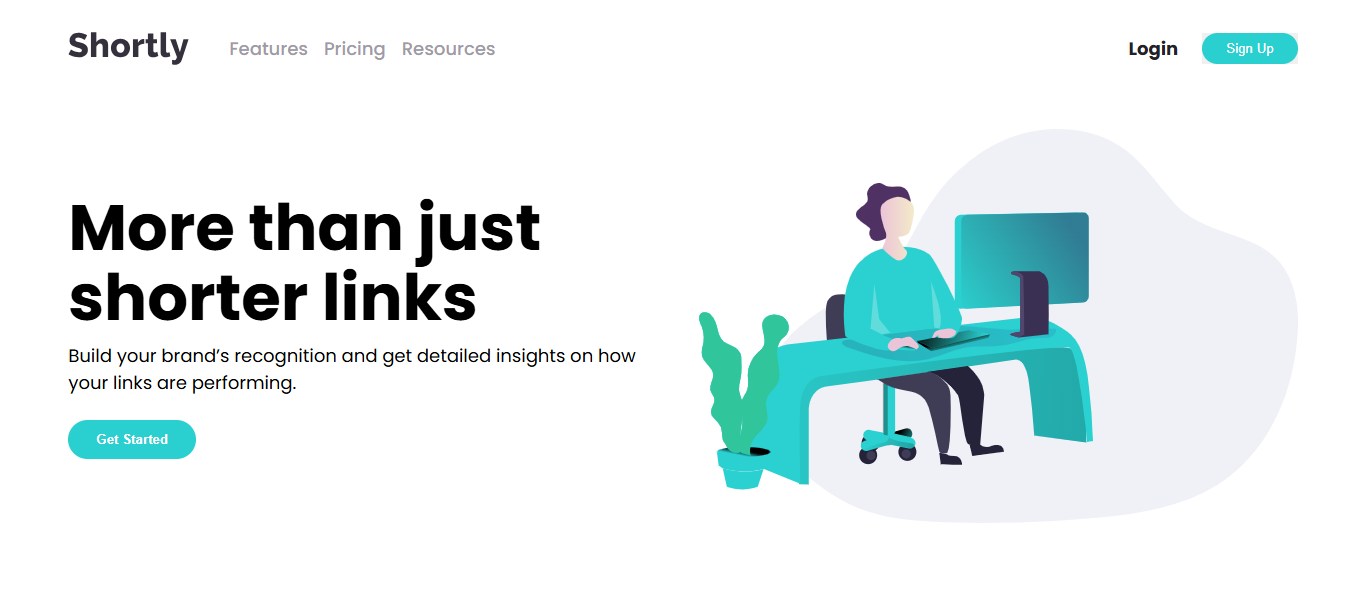 Shortly Features Pricing Resources Login Sign Up
More than just
shorter links
Build your brand’s recognition and get detailed insights on how
your links are performing.
Get Started